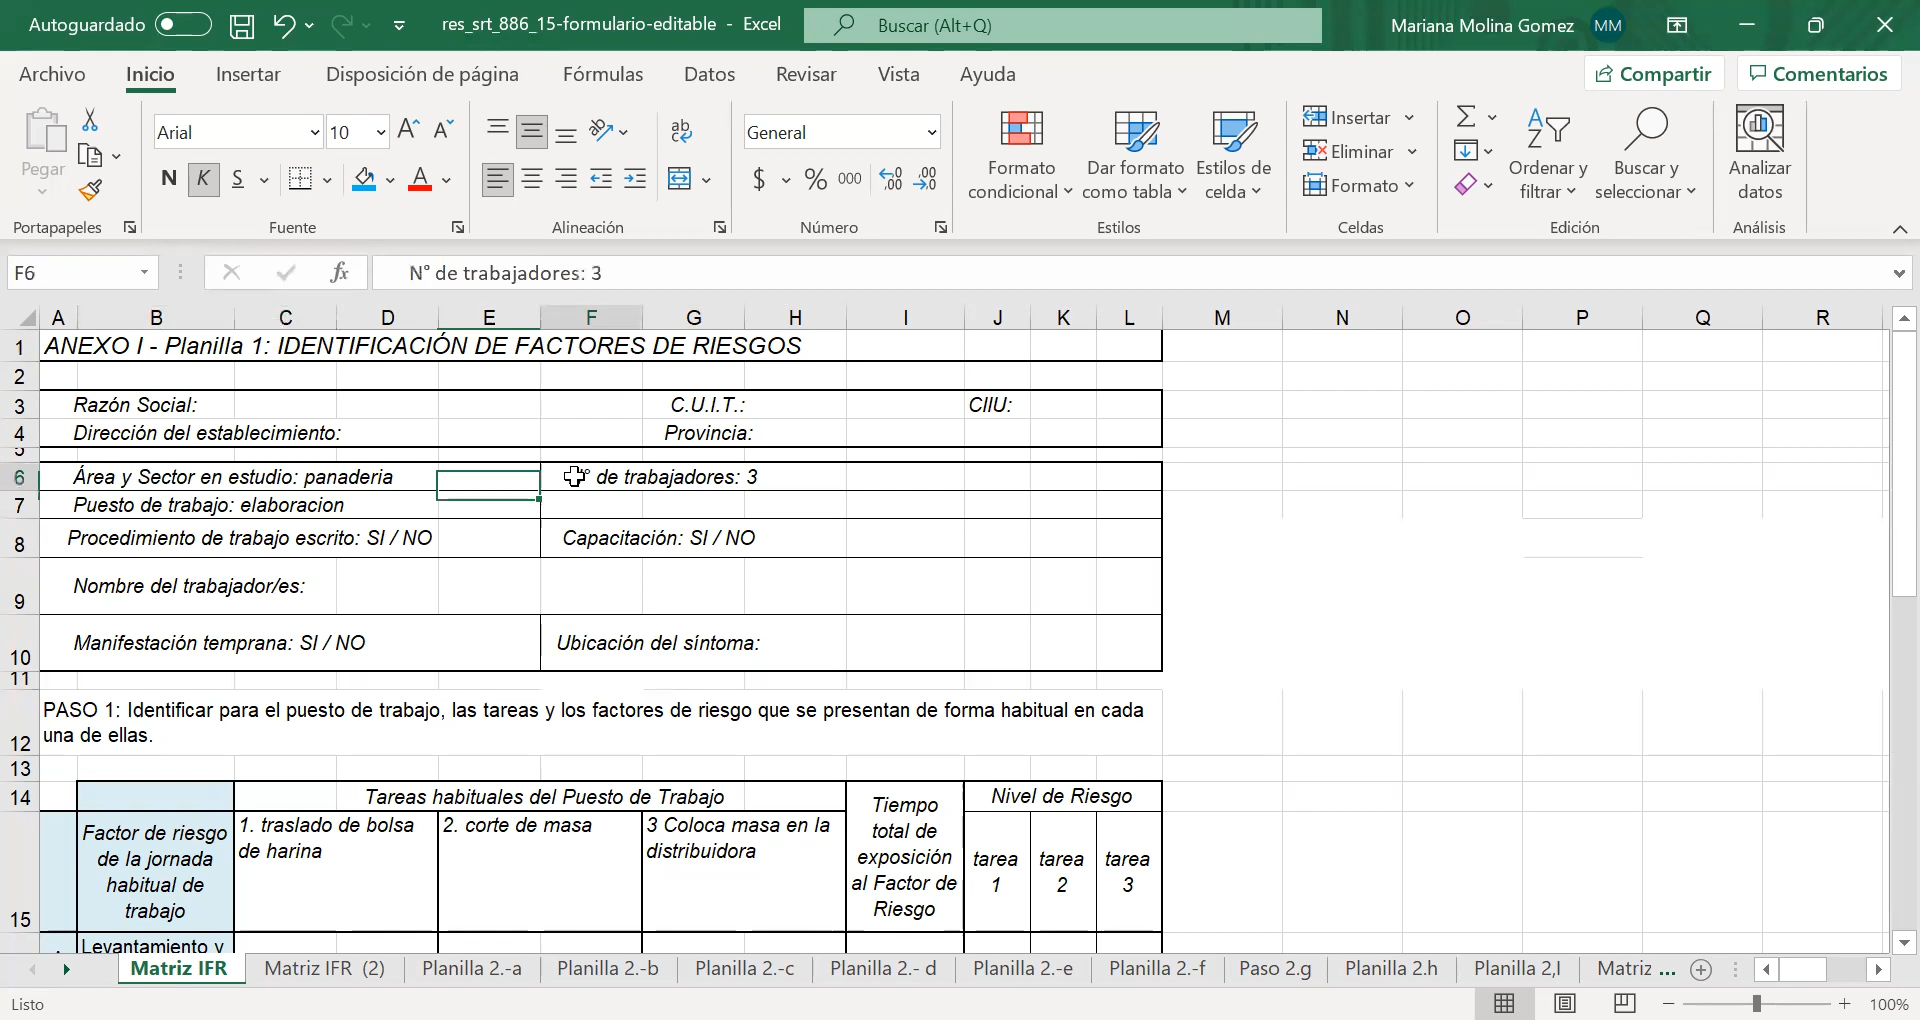 Autoguardado
res_srt_886_15-formulario-editable - Excel
Buscar (Alt+Q)
Mariana Molina Gomez MM
Archivo Inicio Insertar Disposición de página Fórmulas Datos Revisar Vista Ayuda Compartir Comentarios
Pegar
Arial 10
N K S
ab
General
$ % 000
Formato condicional
Dar formato como tabla
Estilos de celda
Insertar
Eliminar
Formato
Ordenar y filtrar
Buscar y seleccionar
Analizar datos
Portapapeles Fuente Alineación Número Estilos Celdas Edición Análisis
F6 fx N° de trabajadores: 3
A B C D E F G H I J K L M N O P Q R
1 ANEXO I - Planilla 1: IDENTIFICACIÓN DE FACTORES DE RIESGOS
2
3 Razón Social: C.U.I.T.: CIIU:
4 Dirección del establecimiento: Provincia:
5
6 Área y Sector en estudio: panaderia de trabajadores: 3
7 Puesto de trabajo: elaboracion
8 Procedimiento de trabajo escrito: SI / NO Capacitación: SI / NO
9 Nombre del trabajador/es:
10 Manifestación temprana: SI / NO Ubicación del síntoma:
11
12 PASO 1: Identificar para el puesto de trabajo, las tareas y los factores de riesgo que se presentan de forma habitual en cada
una de ellas.
13
14 Tareas habituales del Puesto de Trabajo
Nivel de Riesgo
15 Factor de riesgo de la jornada habitual de trabajo
1. traslado de bolsa de harina
2. corte de masa
3 Coloca masa en la distribuidora
Tiempo total de exposición al Factor de Riesgo
tarea 1
tarea 2
tarea 3
Levantamiento y
Matriz IFR Matriz IFR (2) Planilla 2.-a Planilla 2.-b Planilla 2.-c Planilla 2.- d Planilla 2.-e Planilla 2.-f Paso 2.g Planilla 2.h Planilla 2,I Matriz ...
Listo 100%